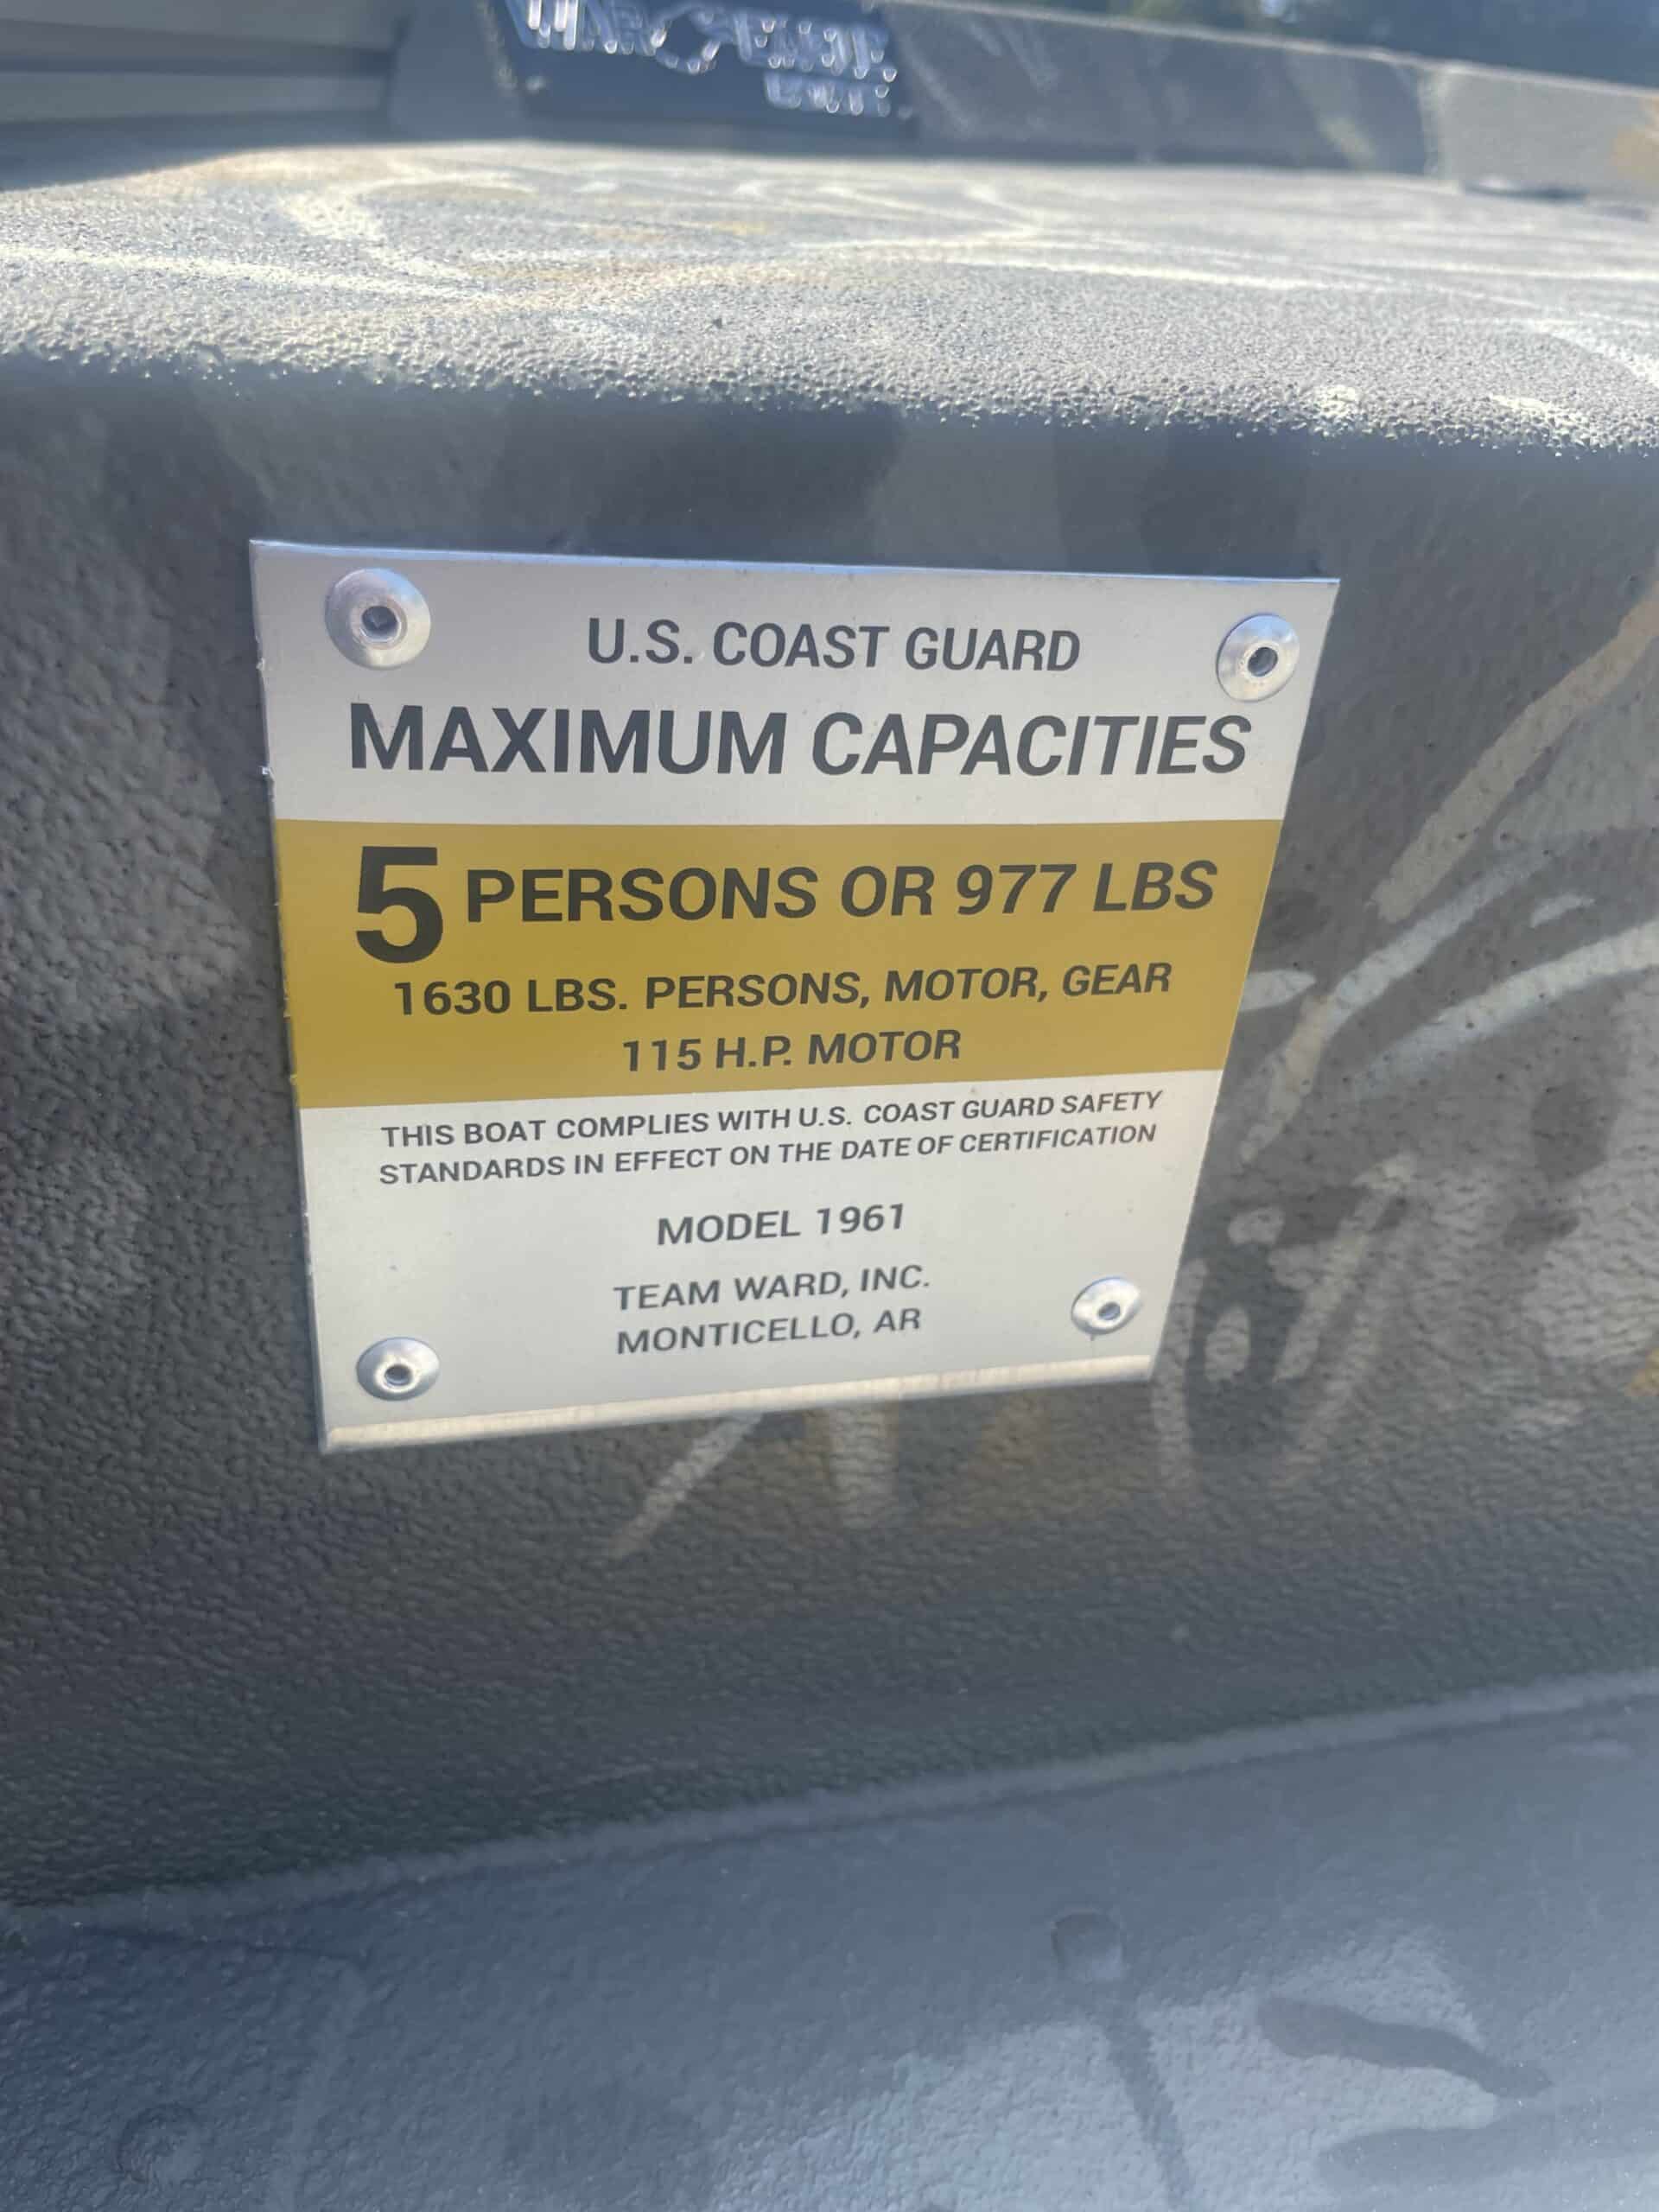 U.S. COAST GUARD
MAXIMUM CAPACITIES
5 PERSONS OR 977 LBS
1630 LBS. PERSONS, MOTOR, GEAR
115 H.P. MOTOR
THIS BOAT COMPLIES WITH U.S. COAST GUARD SAFETY
STANDARDS IN EFFECT ON THE DATE OF CERTIFICATION
MODEL 1961
TEAM WARD, INC.
MONTICELLO, AR